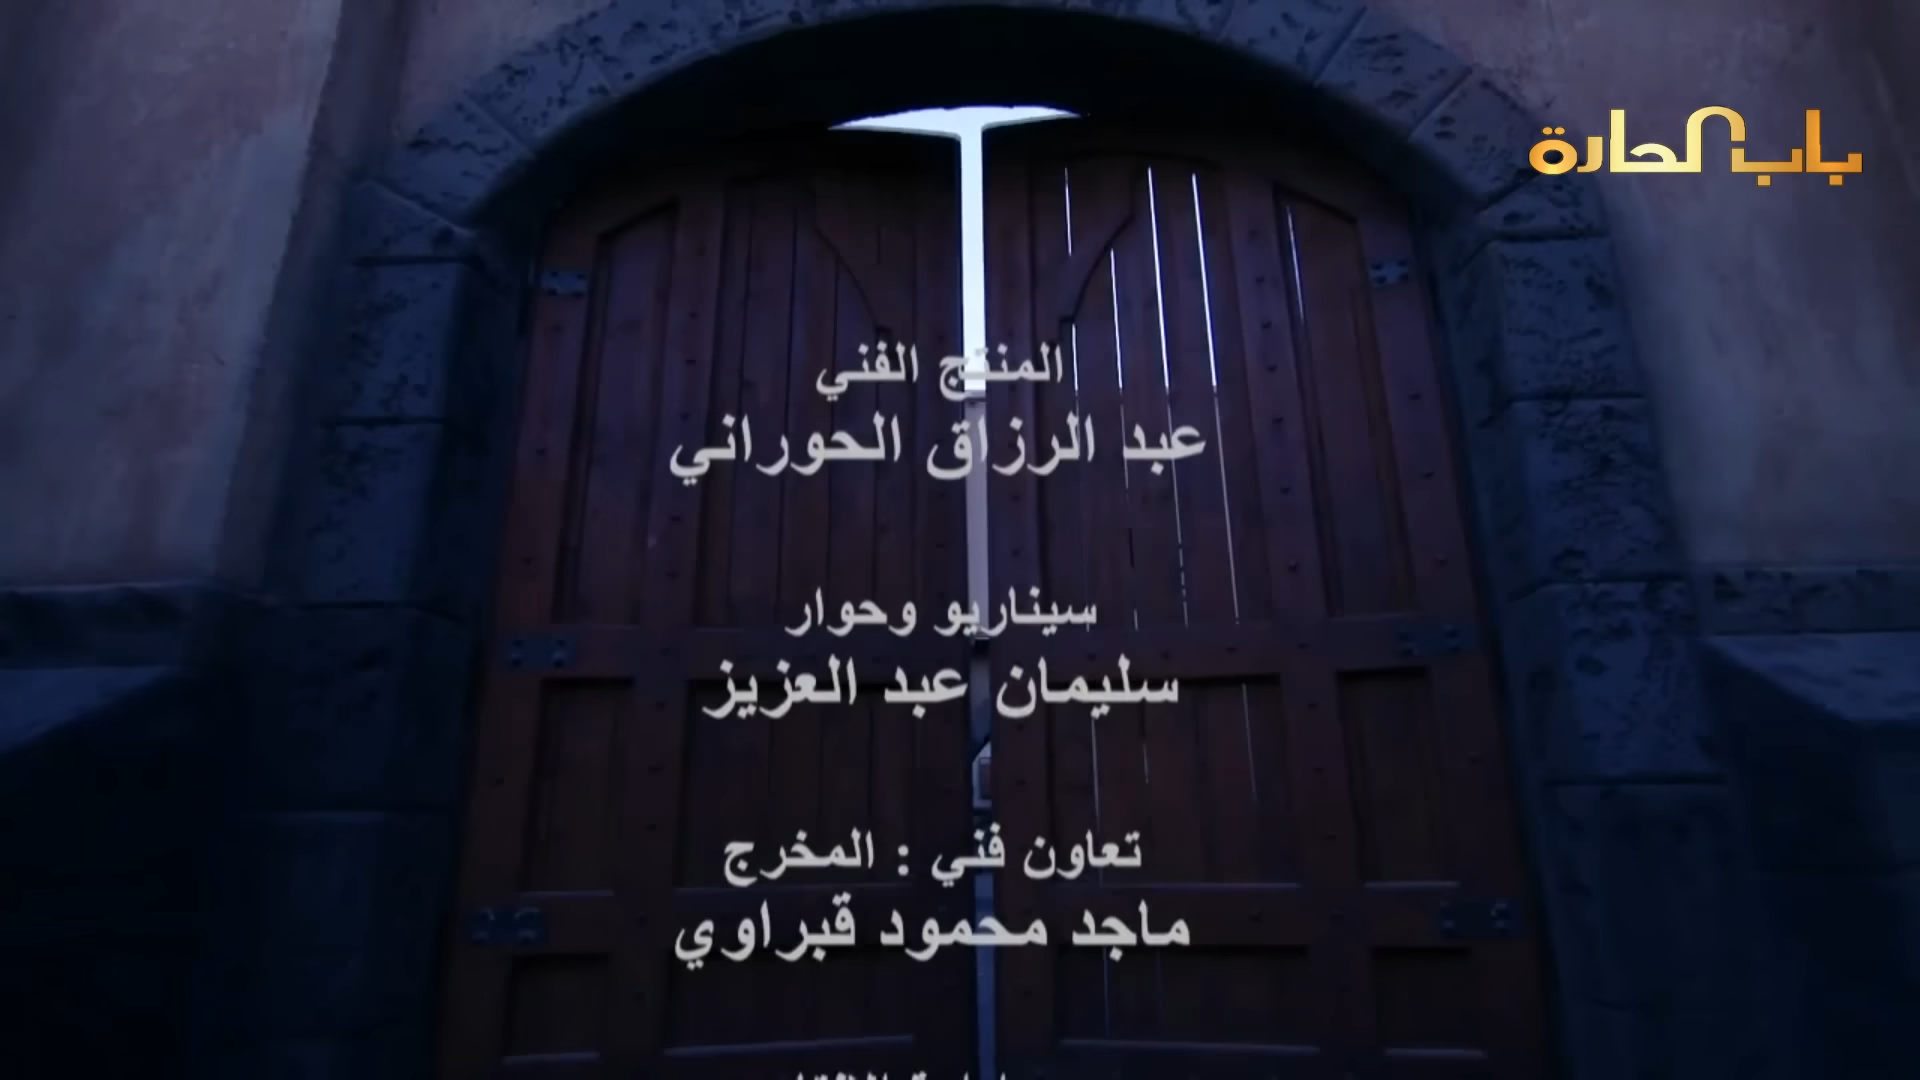 باب الحارة
المنتج الفني
عبد الرزاق الحوراني
سيناريو وحوار
سليمان عبد العزيز
تعاون فني : المخرج
ماجد محمود قبراوي